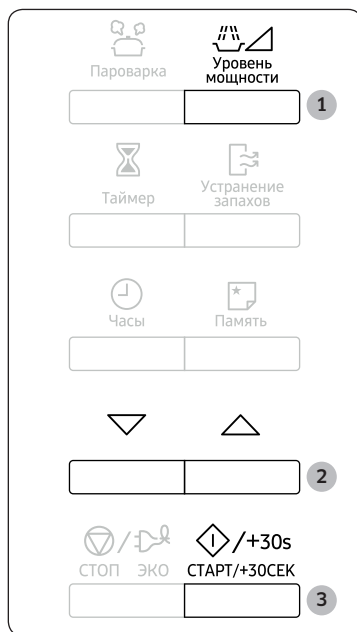 Пароварка
Уровень
мощности
1
Таймер
Устранение
запахов
Часы
Память
2
/
/+30s
СТОП ЭКО
СТАРТ/+30СЕК
3